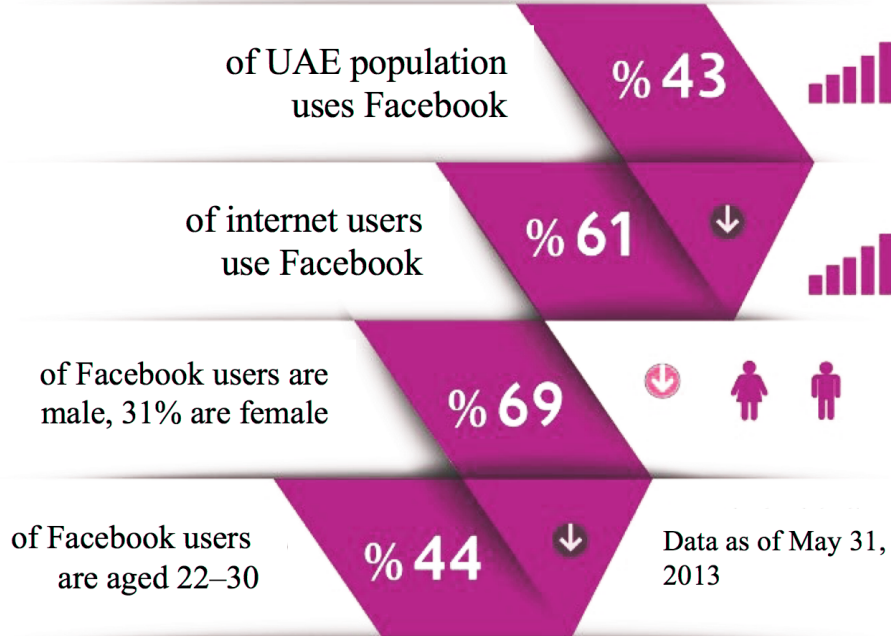 of UAE population
uses Facebook
% 43
of internet users
use Facebook
% 61
of Facebook users are
male, 31% are female
% 69
of Facebook users
are aged 22–30
% 44
Data as of May 31,
2013